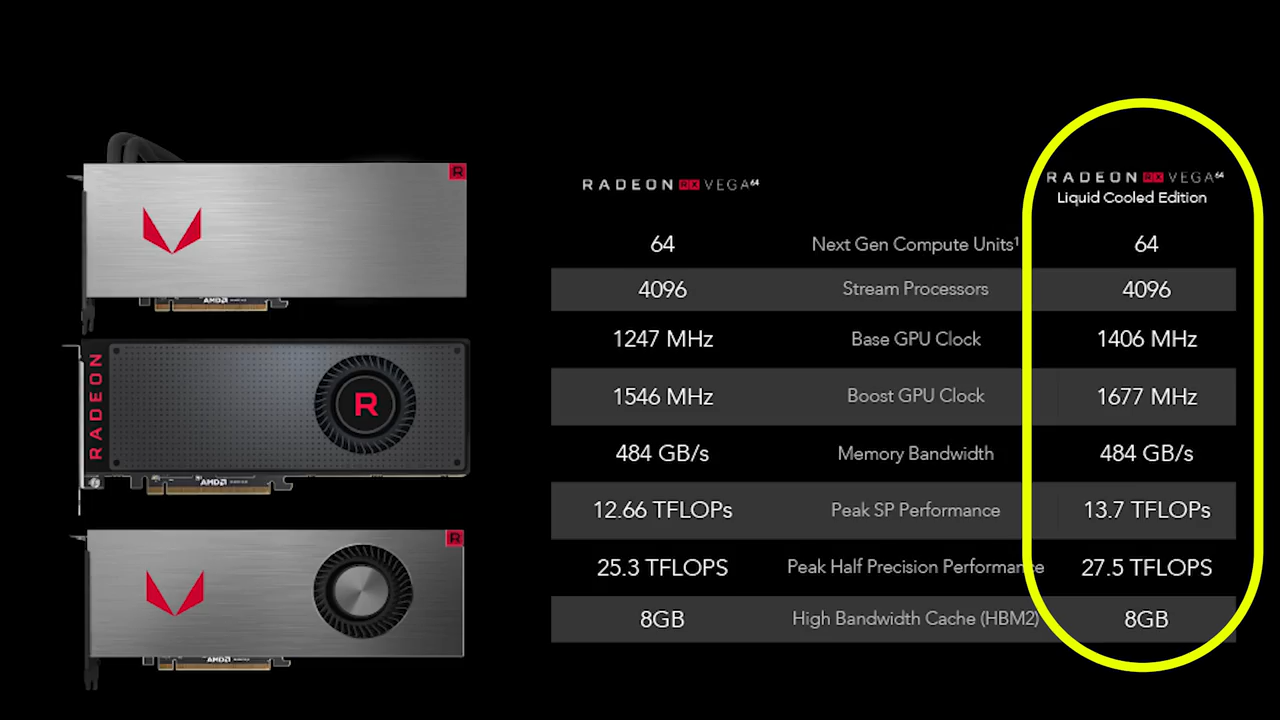 R
AMD
RADEON
R
AMD
R
AMD
RADEON RX VEGA 64
RADEON RX VEGA 64
Liquid Cooled Edition
64 Next Gen Compute Units¹ 64
4096 Stream Processors 4096
1247 MHz Base GPU Clock 1406 MHz
1546 MHz Boost GPU Clock 1677 MHz
484 GB/s Memory Bandwidth 484 GB/s
12.66 TFLOPs Peak SP Performance 13.7 TFLOPs
25.3 TFLOPS Peak Half Precision Performance 27.5 TFLOPS
8GB High Bandwidth Cache (HBM2) 8GB